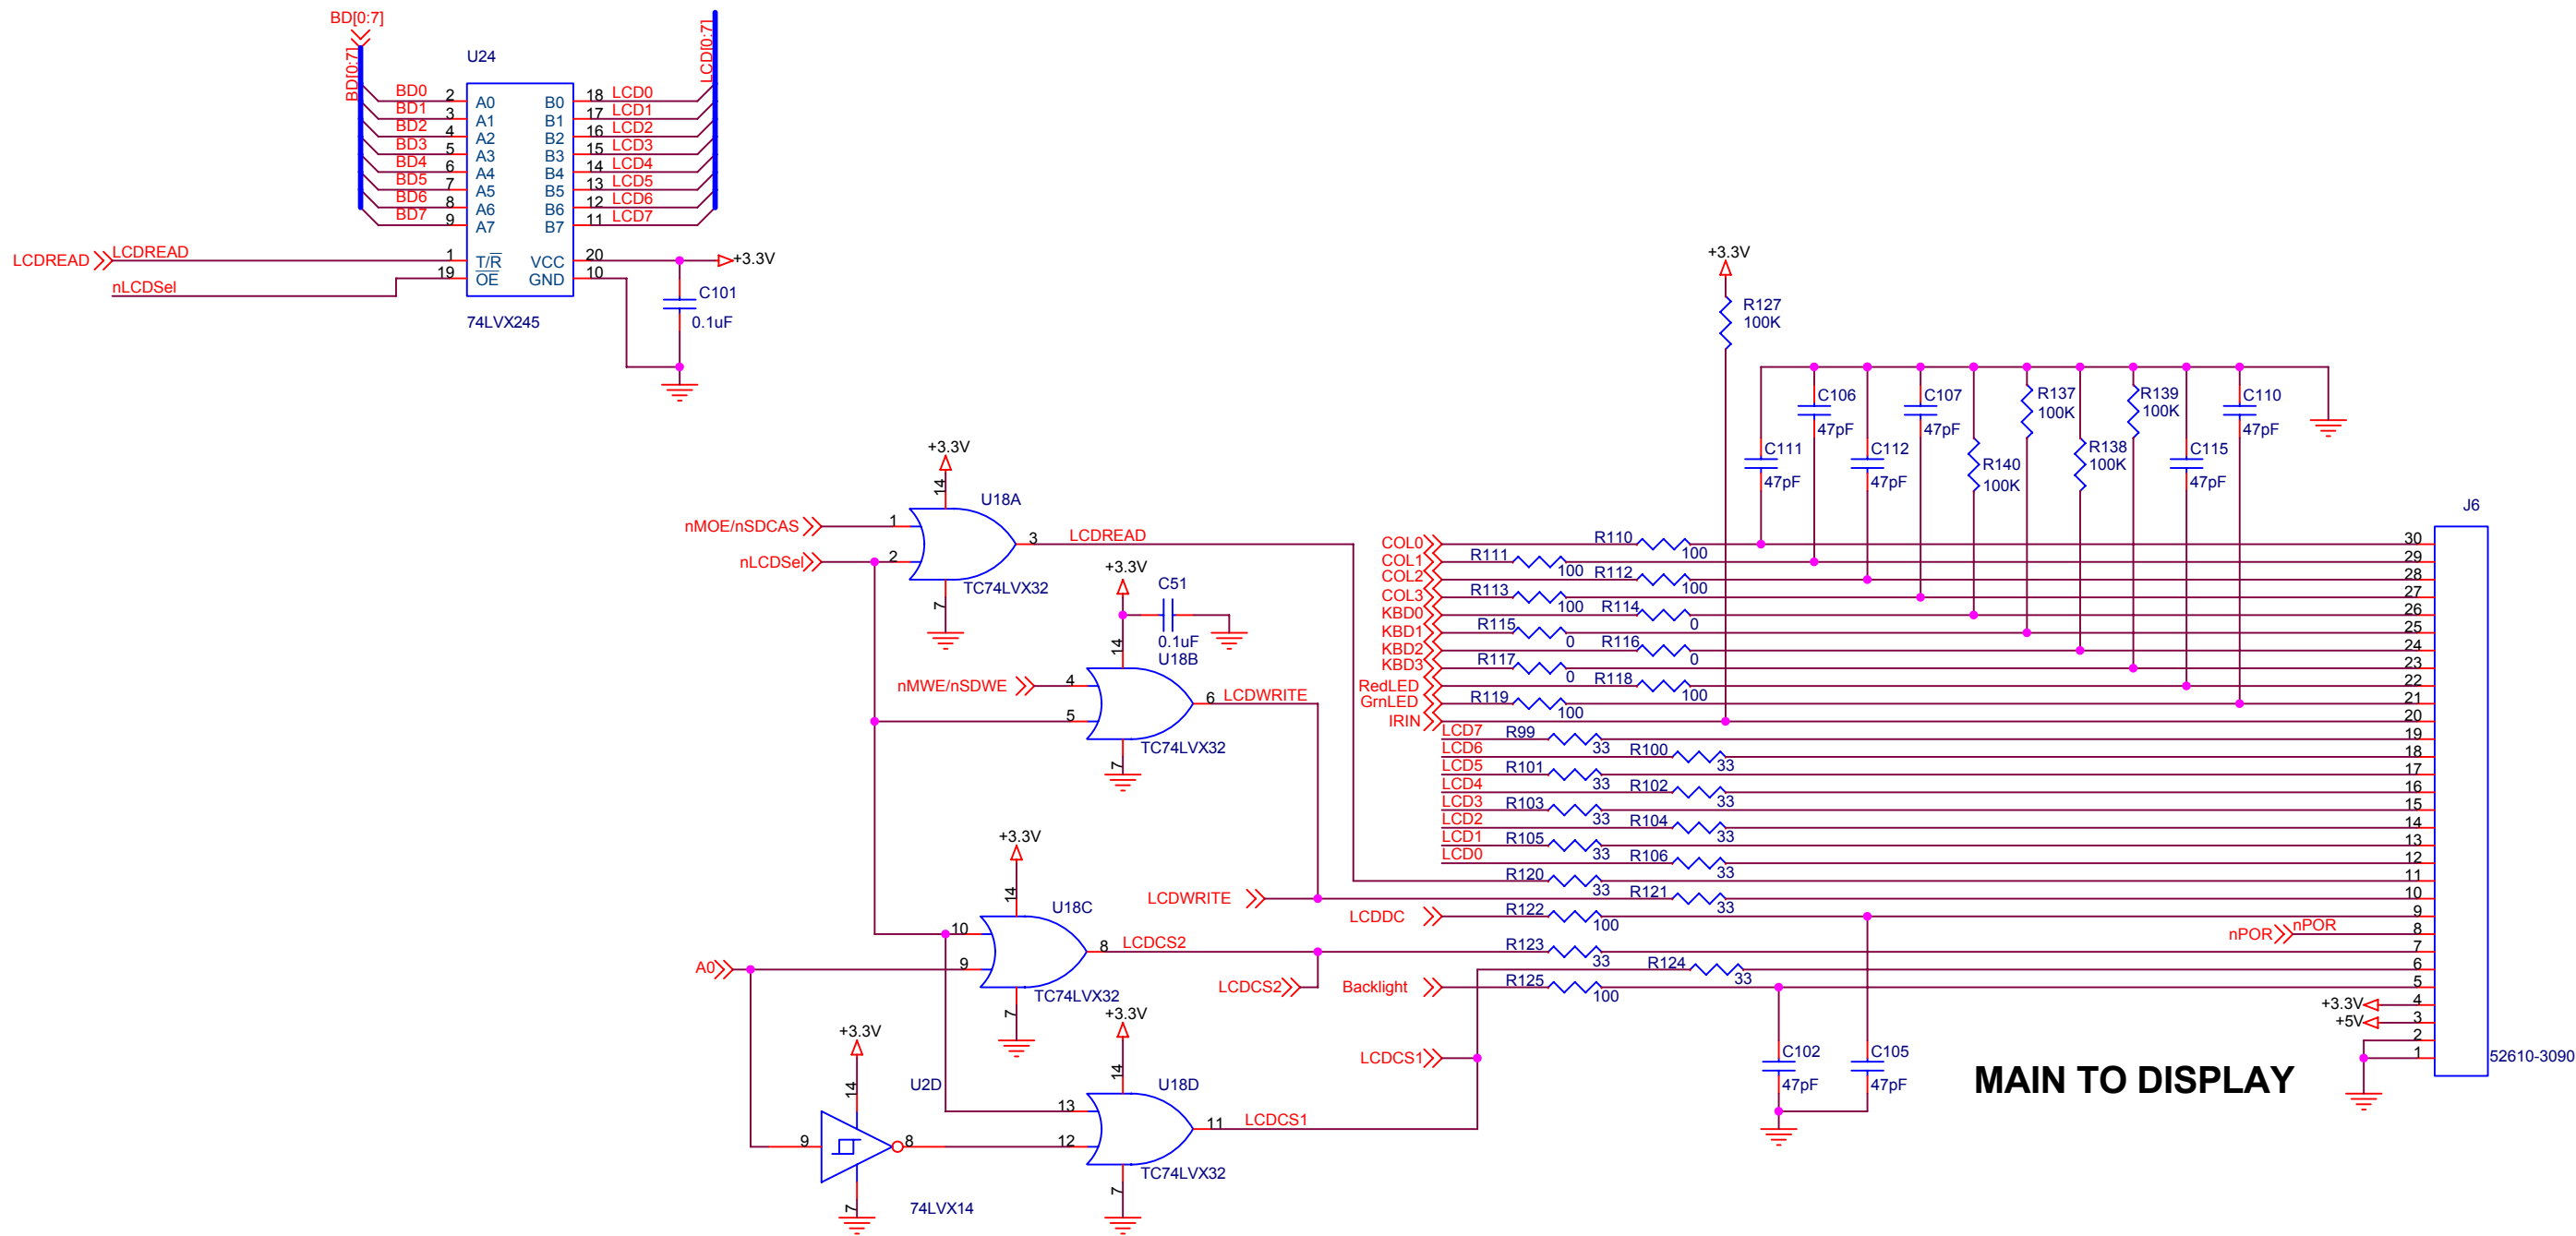 BD[0:7]
BD[0:7]
LCD[0:7]
U24
BD0 2 A0 B0 18 LCD0
BD1 3 A1 B1 17 LCD1
BD2 4 A2 B2 16 LCD2
BD3 5 A3 B3 15 LCD3
BD4 6 A4 B4 14 LCD4
BD5 7 A5 B5 13 LCD5
BD6 8 A6 B6 12 LCD6
BD7 9 A7 B7 11 LCD7
LCDREAD LCDREAD 1 T/R VCC 20 +3.3V
nLCDSel 19 OE GND 10
C101
0.1uF
74LVX245
+3.3V
R127
100K
C106
47pF
C107
47pF
R137
100K
R139
100K
C110
47pF
C111
47pF
C112
47pF
R140
100K
R138
100K
C115
47pF
+3.3V
14
U18A
nMOE/nSDCAS 1
nLCDSel 2
3 LCDREAD
TC74LVX32
7
+3.3V
C51
0.1uF
14
U18B
nMWE/nSDWE 4
5
6 LCDWRITE
TC74LVX32
7
+3.3V
14
U18C
10
A0 9
8 LCDCS2
TC74LVX32
7
+3.3V
14
U2D
9 8
7
74LVX14
+3.3V
14
U18D
13
12
11 LCDCS1
TC74LVX32
7
J6
COL0 R110 100 30
COL1 R111 100 29
COL2 R112 100 28
COL3 R113 100 27
KBD0 R114 0 26
KBD1 R115 0 25
KBD2 R116 0 24
KBD3 R117 0 23
RedLED R118 100 22
GrnLED R119 100 21
IRIN 20
LCD7 R99 33 19
LCD6 R100 33 18
LCD5 R101 33 17
LCD4 R102 33 16
LCD3 R103 33 15
LCD2 R104 33 14
LCD1 R105 33 13
LCD0 R106 33 12
R120 33 11
LCDWRITE R121 33 10
LCDDC R122 100 9
nPOR nPOR 8
R123 33 7
R124 33 6
LCDCS2
Backlight R125 100 5
+3.3V 4
+5V 3
2
1
52610-3090
LCDCS1
C102
47pF
C105
47pF
MAIN TO DISPLAY